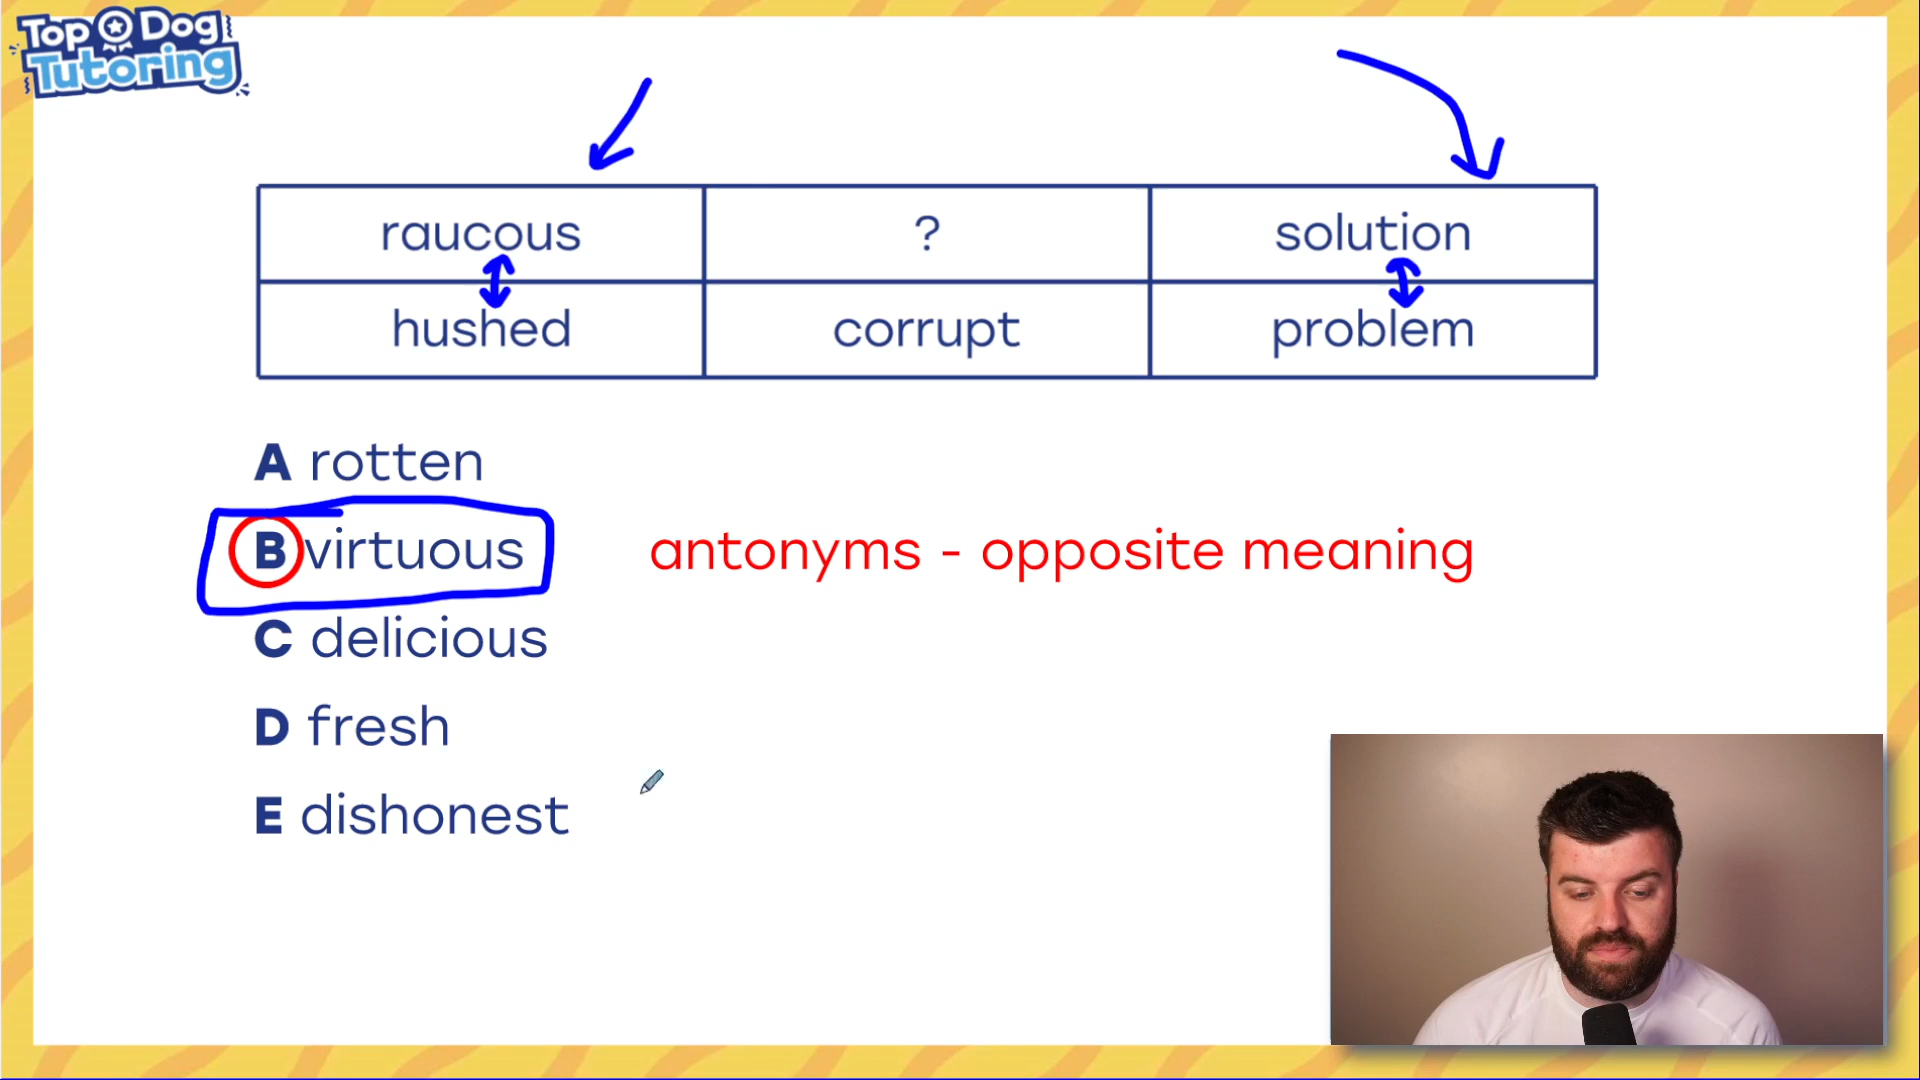 Top Dog
Tutoring
raucous ? solution
hushed corrupt problem
A rotten
B virtuous antonyms - opposite meaning
C delicious
D fresh
E dishonest